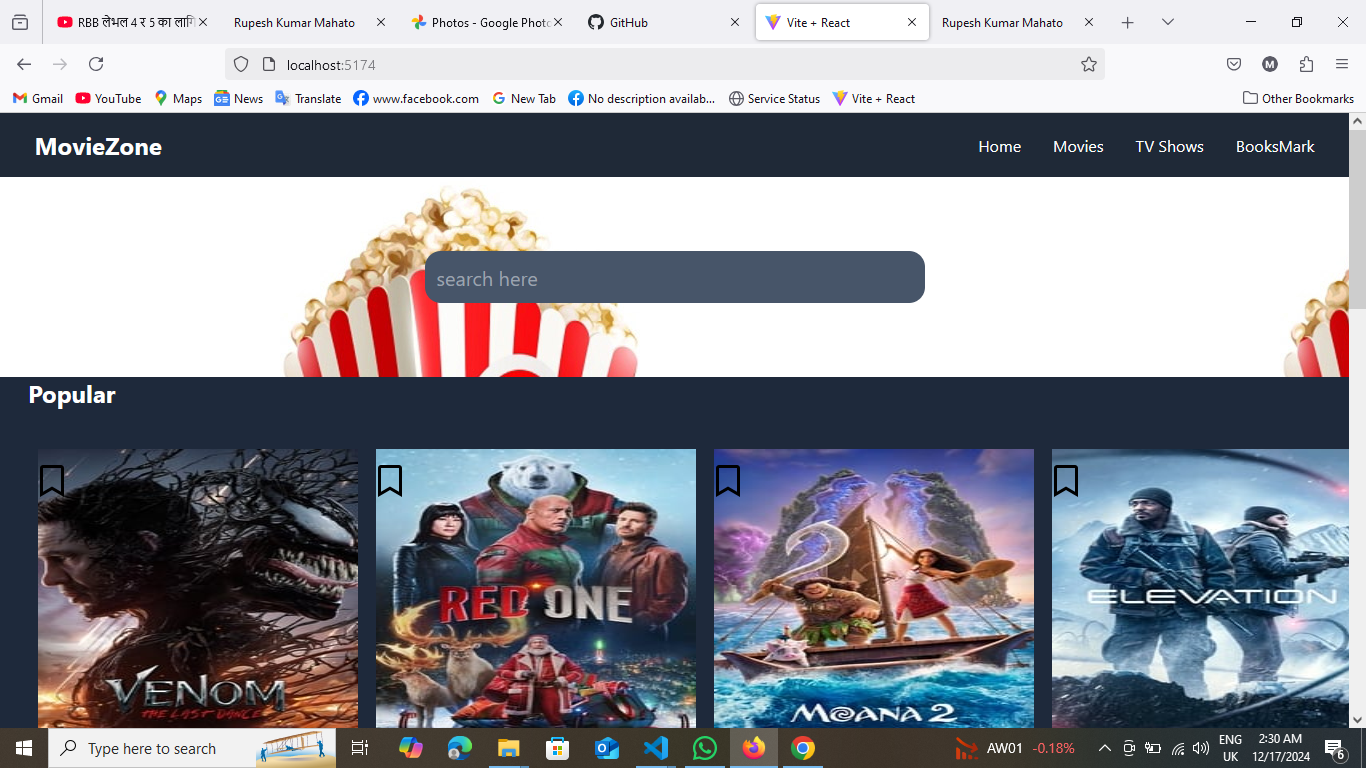 RBB लेभल 4 र 5 का लागि
Rupesh Kumar Mahato
Photos - Google Photo
GitHub
Vite + React
Rupesh Kumar Mahato
localhost:5174
M
Gmail
YouTube
Maps
News
Translate
www.facebook.com
New Tab
No description availab...
Service Status
Vite + React
Other Bookmarks
MovieZone
Home
Movies
TV Shows
BooksMark
search here
Popular
VENOM
THE LAST DANCE
RED ONE
2
MOANA 2
ELEVATION
Type here to search
AW01 -0.18%
ENG
UK
2:30 AM
12/17/2024
6